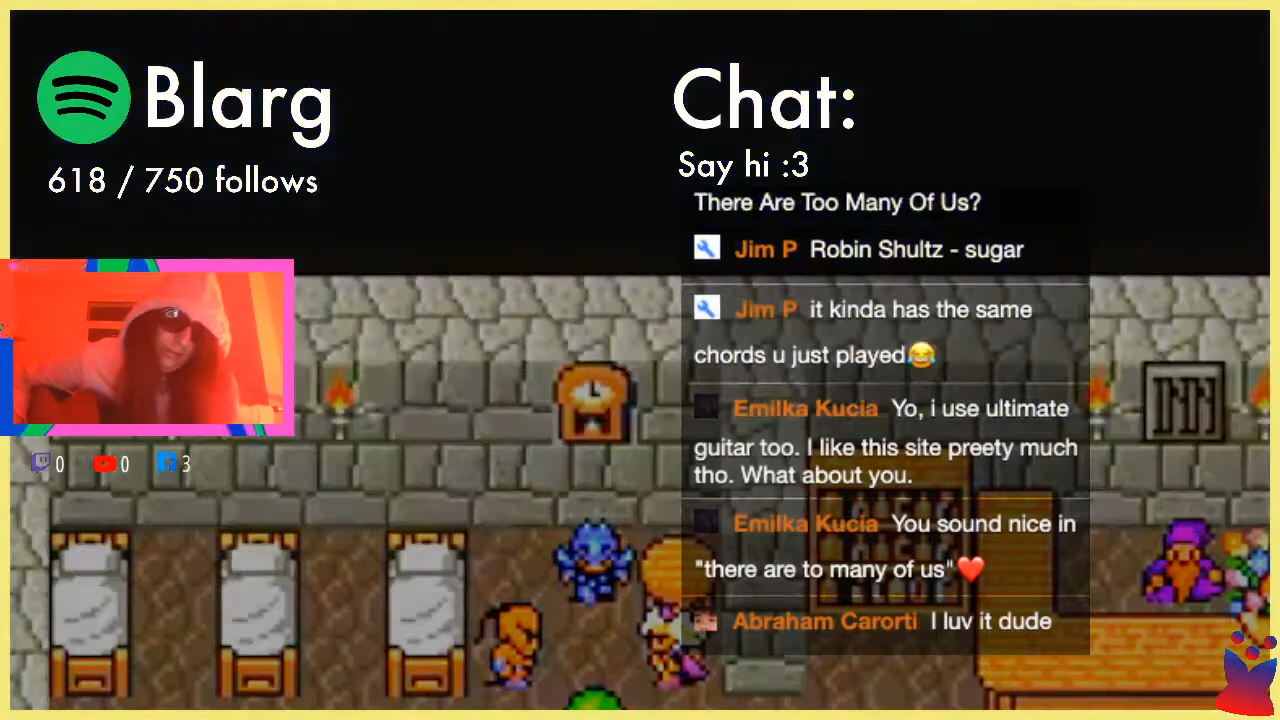 Blarg
618 / 750 follows
Chat:
Say hi :3
There Are Too Many Of Us?
Jim P Robin Shultz - sugar
Jim P it kinda has the same
chords u just played😂
Emilka Kucia Yo, i use ultimate
guitar too. I like this site preety much
tho. What about you.
Emilka Kucia You sound nice in
"there are to many of us"❤️
Abraham Carorti I luv it dude
0 0 3
INN